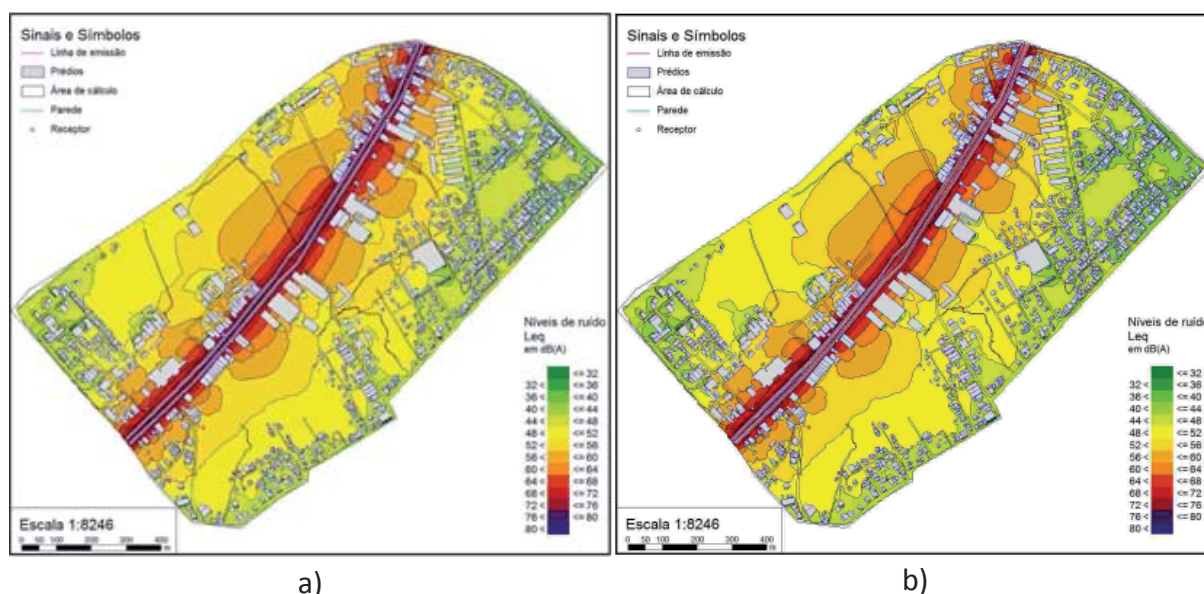 Sinais e Símbolos
Linha de emissão
Prédios
Área de cálculo
Parede
Receptor
Níveis de ruído
Leq
em dB(A)
<= 32
32 < <= 36
36 < <= 40
40 < <= 44
44 < <= 48
48 < <= 52
52 < <= 56
56 < <= 60
60 < <= 64
64 < <= 68
68 < <= 72
72 < <= 76
76 < <= 80
80 <
Escala 1:8246
0 50 100 200 300 400
m
a)
Sinais e Símbolos
Linha de emissão
Prédios
Área de cálculo
Parede
Receptor
Níveis de ruído
Leq
em dB(A)
<= 32
32 < <= 36
36 < <= 40
40 < <= 44
44 < <= 48
48 < <= 52
52 < <= 56
56 < <= 60
60 < <= 64
64 < <= 68
68 < <= 72
72 < <= 76
76 < <= 80
80 <
Escala 1:8246
0 50 100 200 300 400
m
b)